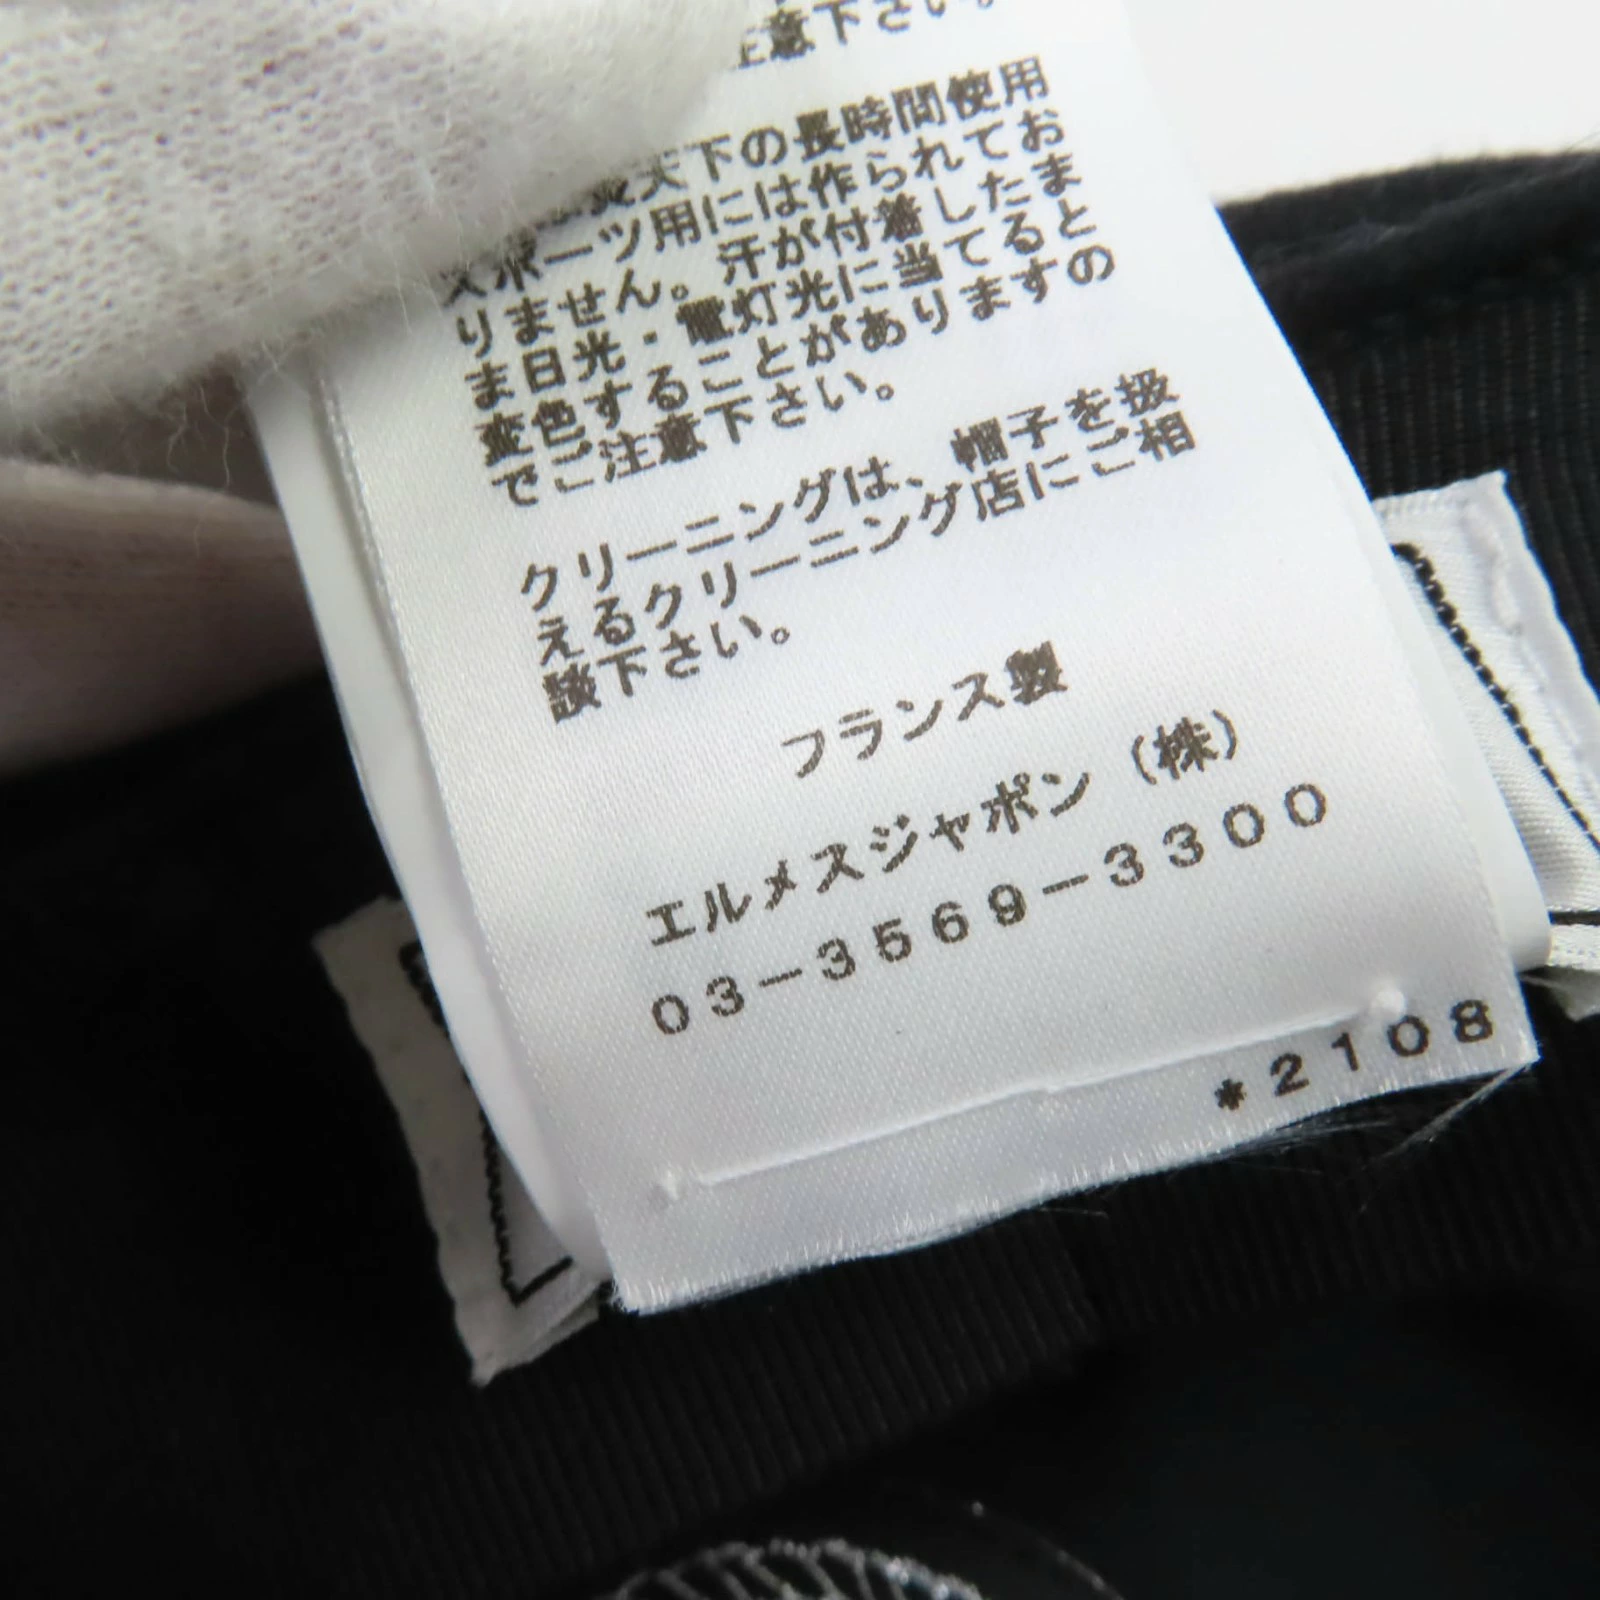 注意下さい。
炎天下の長時間使用
スポーツ用には作られてお
りません。汗が付着したま
ま日光・電灯光に当てると
変色することがありますの
でご注意下さい。
クリーニングは、帽子を扱
えるクリーニング店にご相
談下さい。
フランス製
エルメスジャポン（株）
０３－３５６９－３３００
＊２１０８